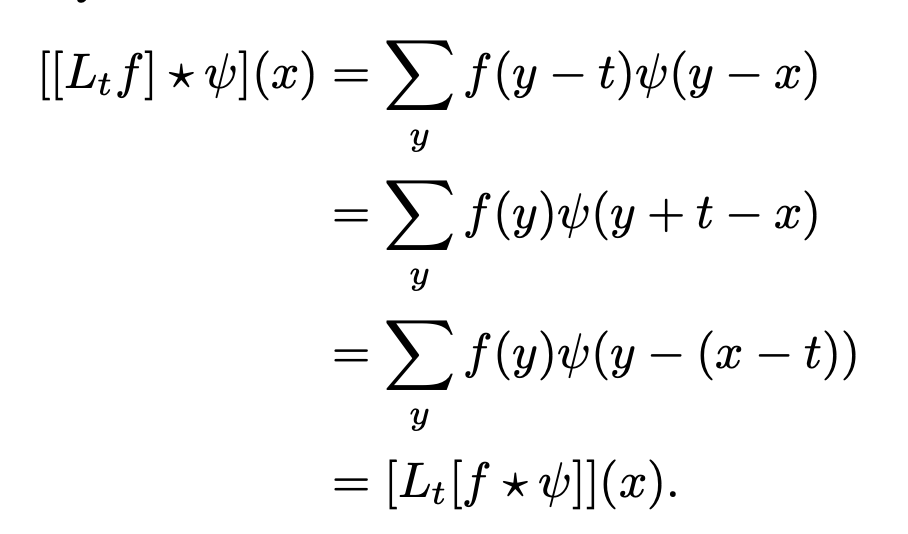 [[L_t f] ⋆ ψ](x) = ∑_y f(y − t)ψ(y − x)
= ∑_y f(y)ψ(y + t − x)
= ∑_y f(y)ψ(y − (x − t))
= [L_t[f ⋆ ψ]](x).